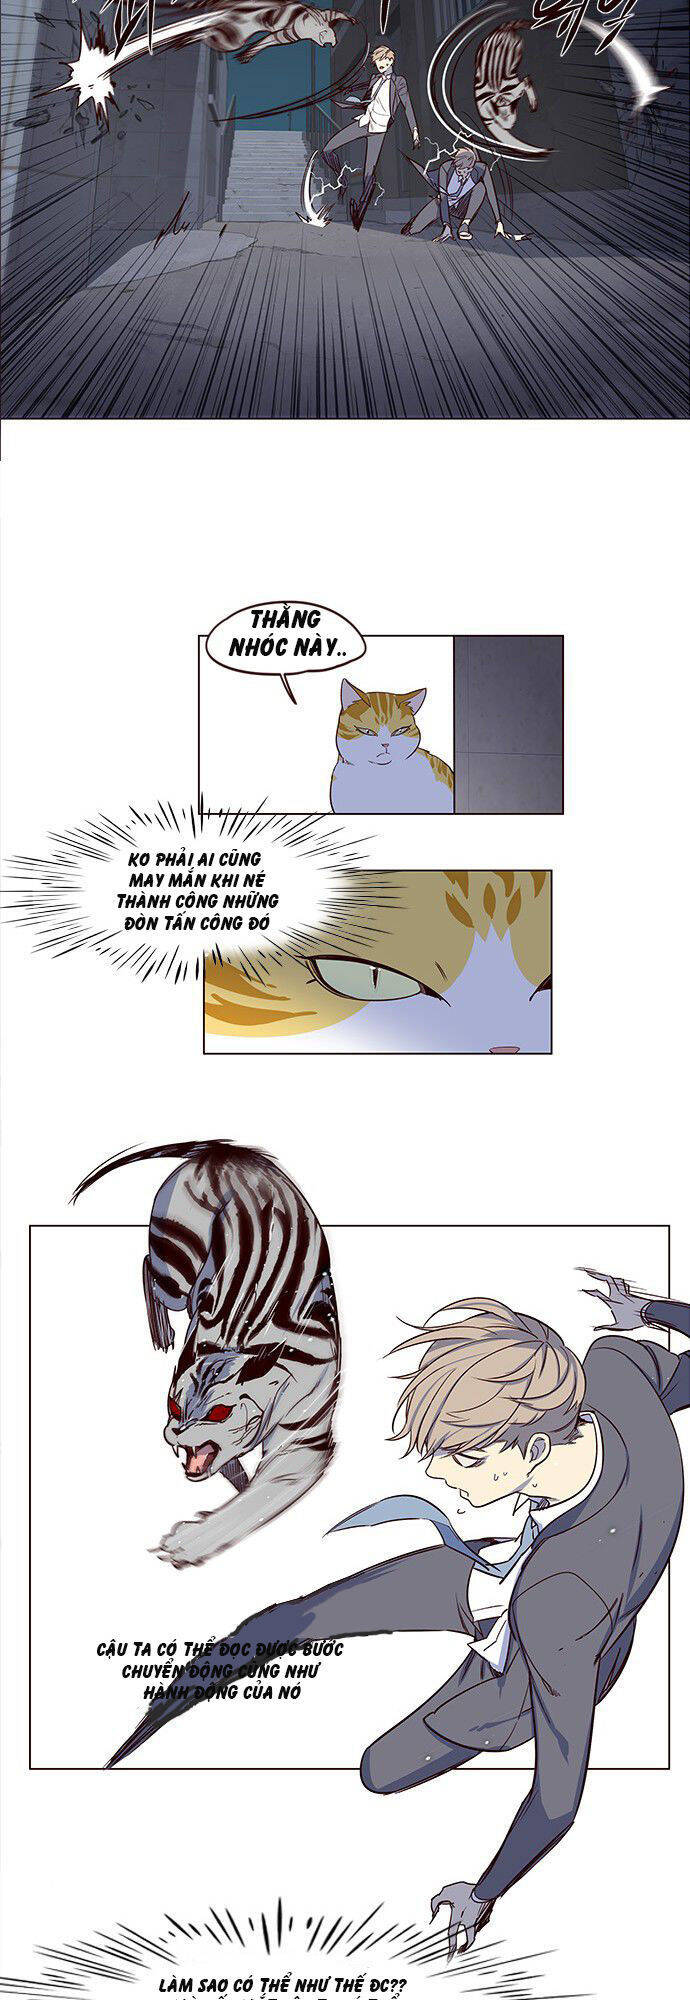 THẰNG
NHÓC NÀY..
KO PHẢI AI CŨNG
MAY MẮN KHI NÉ
THÀNH CÔNG NHỮNG
ĐÒN TẤN CÔNG ĐÓ
CẬU TA CÓ THỂ ĐỌC ĐƯỢC BƯỚC
CHUYỂN ĐỘNG CŨNG NHƯ
HÀNH ĐỘNG CỦA NÓ
LÀM SAO CÓ THỂ NHƯ THẾ ĐC??